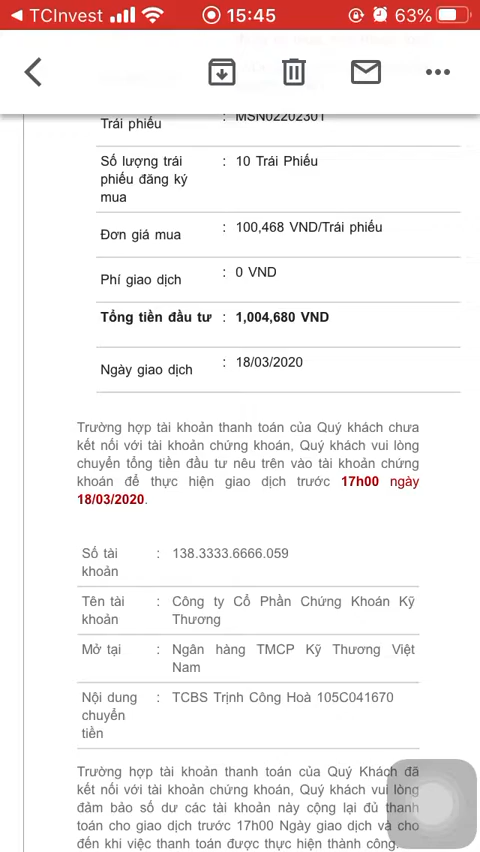 TCInvest 15:45 63%
Trái phiếu : MSN02202301
Số lượng trái
phiếu đăng ký
mua
: 10 Trái Phiếu
Đơn giá mua : 100,468 VND/Trái phiếu
Phí giao dịch : 0 VND
Tổng tiền đầu tư : 1,004,680 VND
Ngày giao dịch : 18/03/2020
Trường hợp tài khoản thanh toán của Quý khách chưa
kết nối với tài khoản chứng khoán, Quý khách vui lòng
chuyển tổng tiền đầu tư nêu trên vào tài khoản chứng
khoán để thực hiện giao dịch trước 17h00 ngày
18/03/2020.
Số tài
khoản
: 138.3333.6666.059
Tên tài
khoản
: Công ty Cổ Phần Chứng Khoán Kỹ
Thương
Mở tại : Ngân hàng TMCP Kỹ Thương Việt
Nam
Nội dung
chuyển
tiền
: TCBS Trịnh Công Hoà 105C041670
Trường hợp tài khoản thanh toán của Quý Khách đã
kết nối với tài khoản chứng khoán, Quý khách vui lòng
đảm bảo số dư các tài khoản này cộng lại đủ thanh
toán cho giao dịch trước 17h00 Ngày giao dịch và cho
đến khi việc thanh toán được thực hiện thành công.